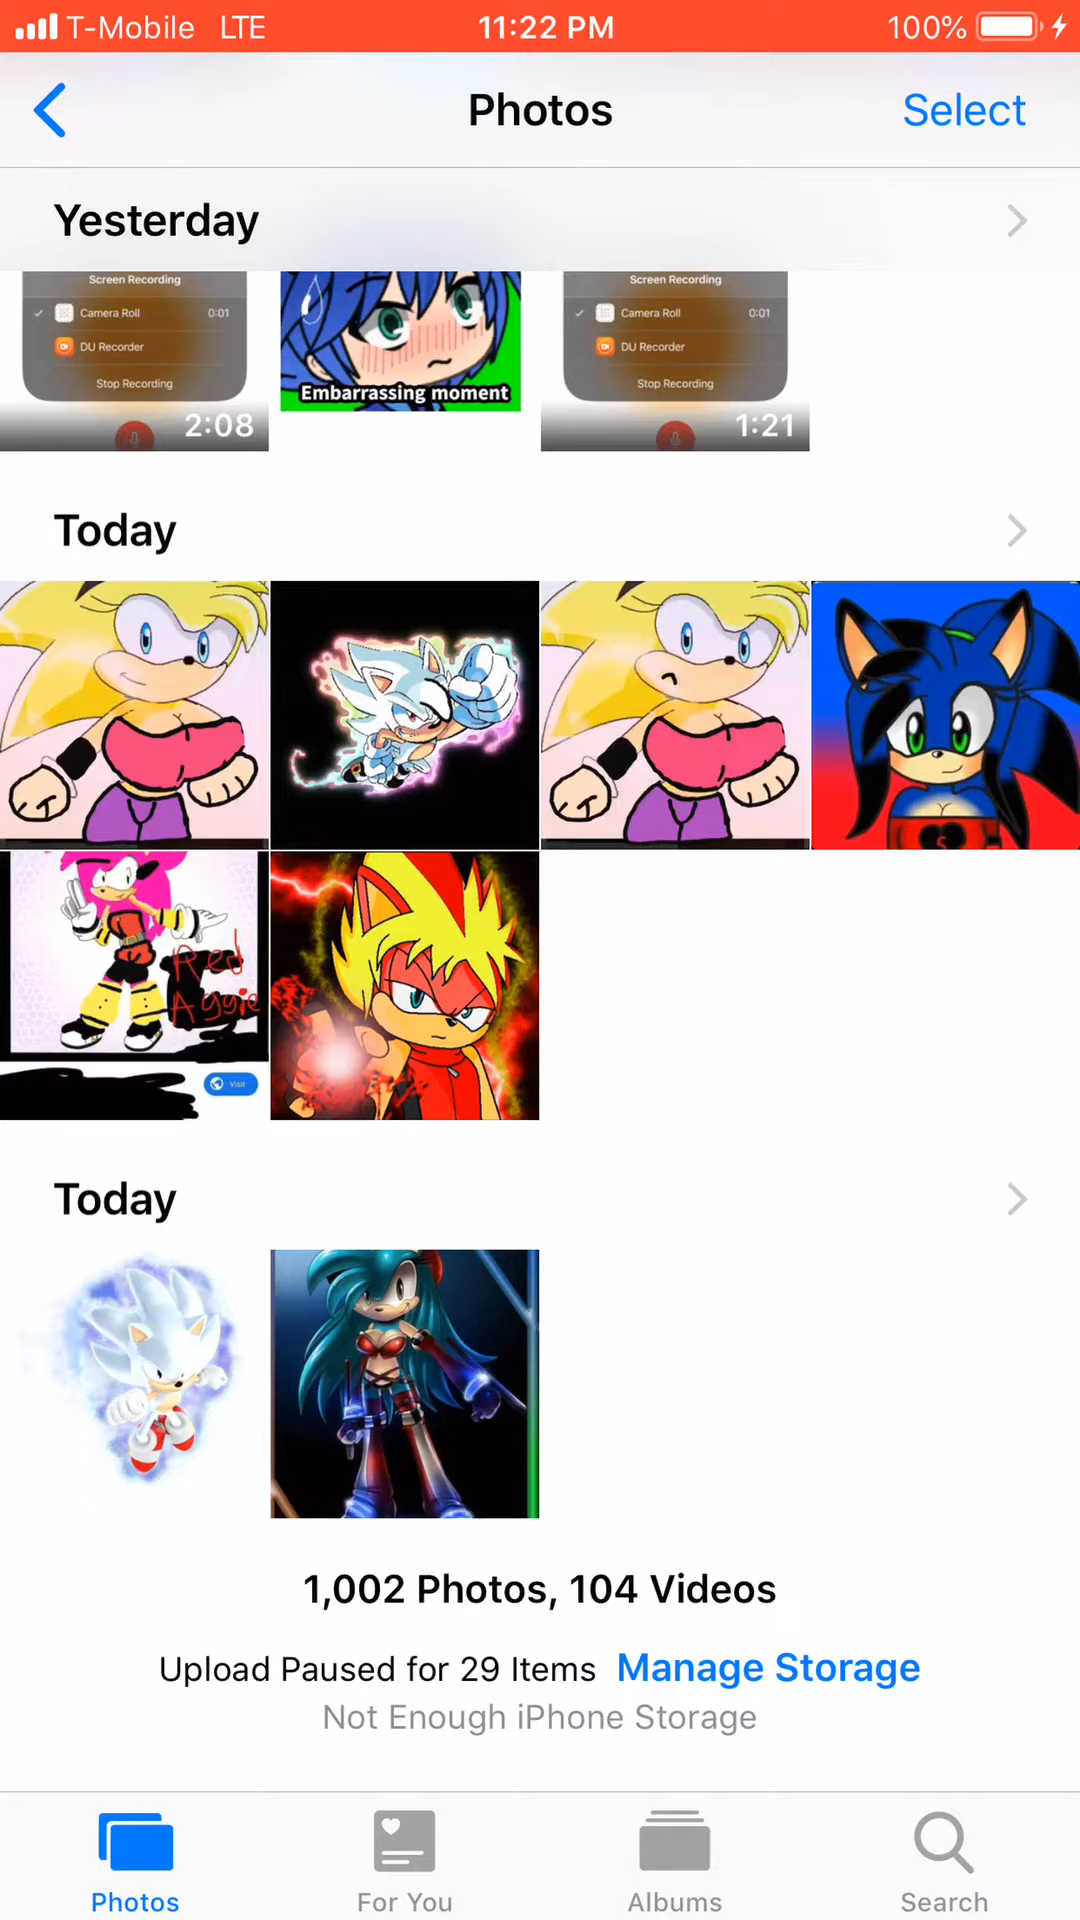 T-Mobile LTE 11:22 PM 100%
Photos Select
Yesterday
Screen Recording
Camera Roll 0:01
DU Recorder
Stop Recording
2:08
Embarrassing moment
Screen Recording
Camera Roll 0:01
DU Recorder
Stop Recording
1:21
Today
S
Red
Aggie
Visit
Today
1,002 Photos, 104 Videos
Upload Paused for 29 Items Manage Storage
Not Enough iPhone Storage
Photos For You Albums Search